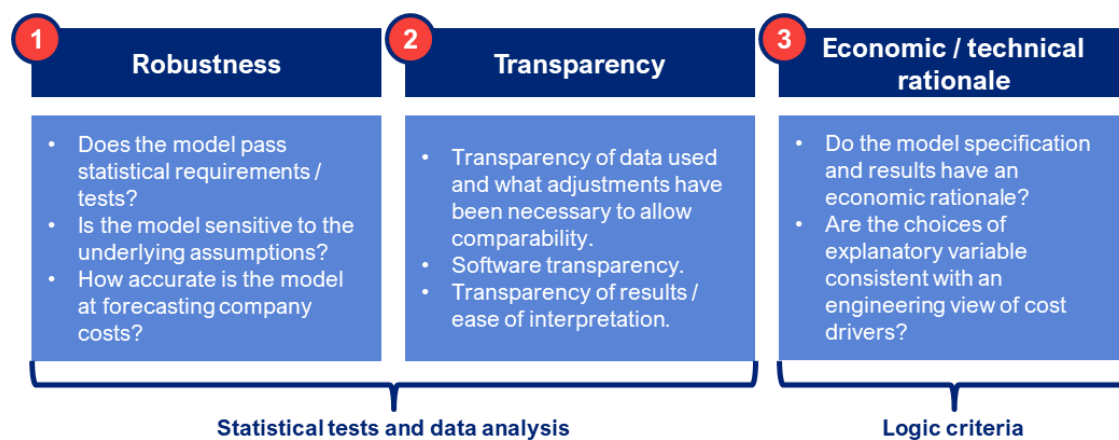 1
Robustness
• Does the model pass
statistical requirements /
tests?
• Is the model sensitive to the
underlying assumptions?
• How accurate is the model
at forecasting company
costs?
2
Transparency
• Transparency of data used
and what adjustments have
been necessary to allow
comparability.
• Software transparency.
• Transparency of results /
ease of interpretation.
3
Economic / technical
rationale
• Do the model specification
and results have an
economic rationale?
• Are the choices of
explanatory variable
consistent with an
engineering view of cost
drivers?
Statistical tests and data analysis
Logic criteria